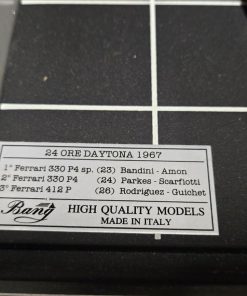 24 ORE DAYTONA 1967
1° Ferrari 330 P4 sp. (23) Bandini - Amon
2° Ferrari 330 P4 (24) Parkes - Scarfiotti
3° Ferrari 412 P (26) Rodriguez - Guichet
Bang HIGH QUALITY MODELS
MADE IN ITALY